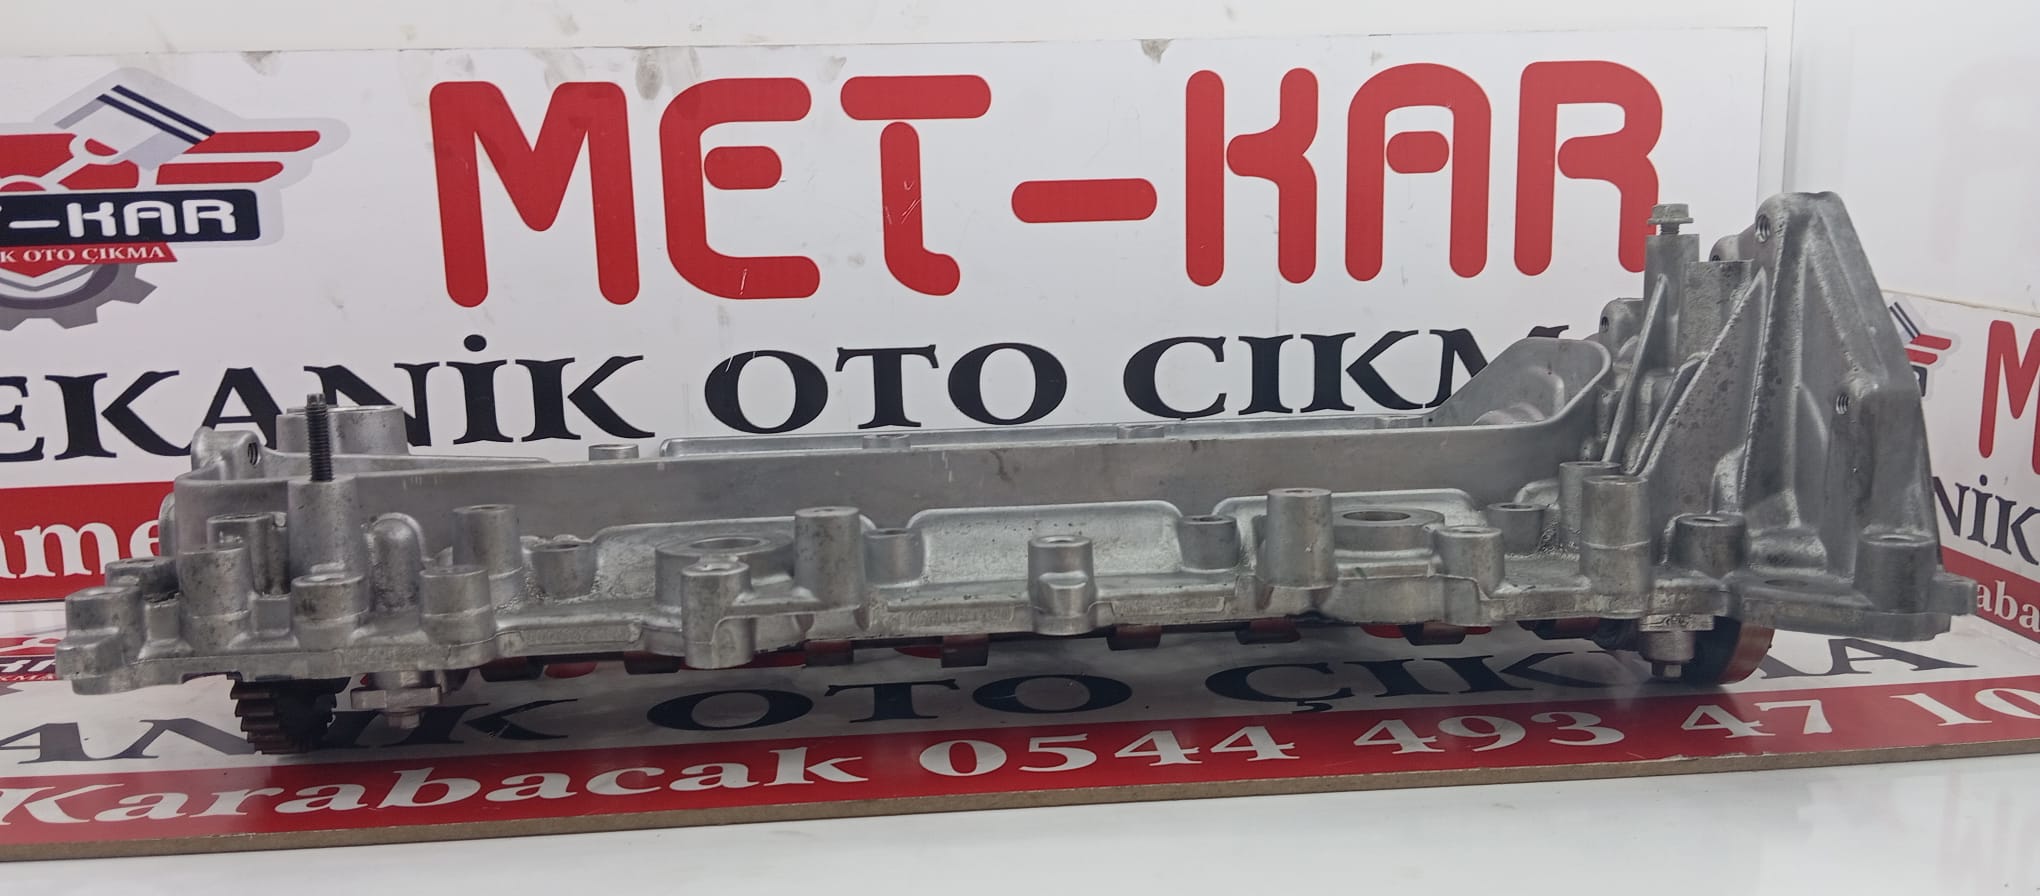 MET-KAR
-KAR
K OTO ÇIKMA
EKANİK OTO ÇIKM
ame
M
NİK
aba
ANİK OTO ÇIKMA
Karabacak 0544 493 47 10